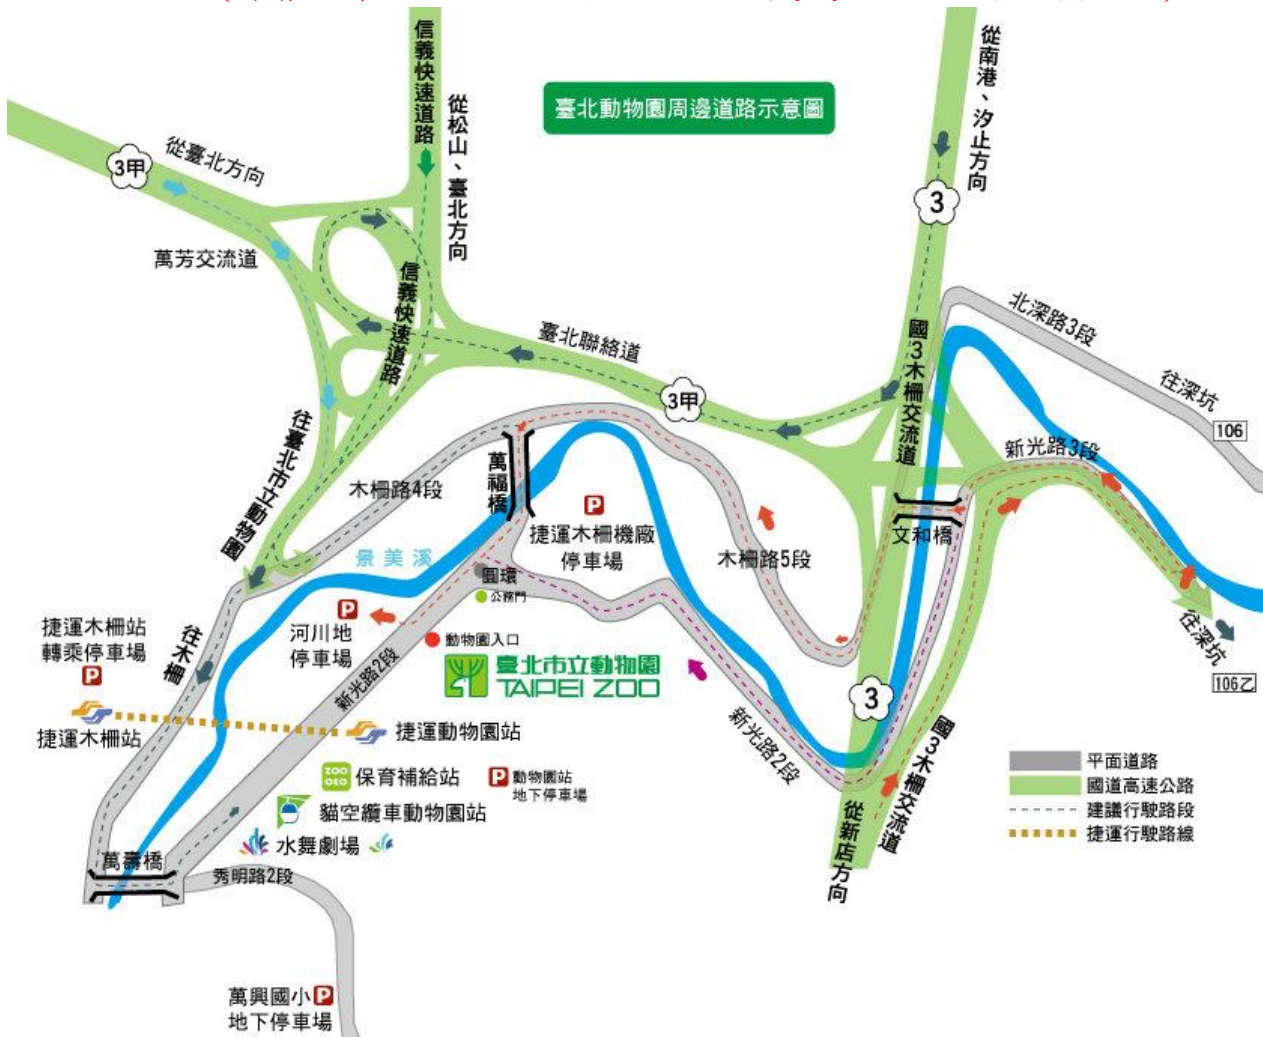 臺北動物園周邊道路示意圖
信義快速道路
從松山、臺北方向
從南港、汐止方向
3甲
從臺北方向
3
萬芳交流道
信義快速道路
臺北聯絡道
國3木柵交流道
北深路3段
往深坑
106
3甲
往臺北市立動物園
木柵路4段
萬福橋
新光路3段
捷運木柵機廠
停車場
文和橋
木柵路5段
景美溪
圓環
公務門
往深坑
106乙
捷運木柵站
轉乘停車場
往木柵
河川地
停車場
動物園入口
臺北市立動物園
TAIPEI ZOO
新光路2段
3
捷運木柵站
捷運動物園站
新光路2段
國3木柵交流道
ZOO
保育補給站
動物園站
地下停車場
貓空纜車動物園站
水舞劇場
從新店方向
平面道路
國道高速公路
建議行駛路段
捷運行駛路線
萬壽橋
秀明路2段
萬興國小
地下停車場
P
P
P
P
P